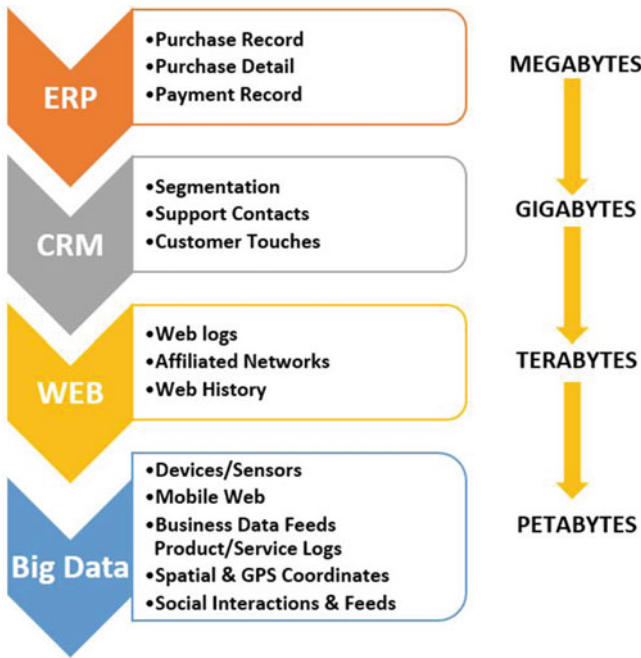 ERP
•Purchase Record
•Purchase Detail
•Payment Record
MEGABYTES
CRM
•Segmentation
•Support Contacts
•Customer Touches
GIGABYTES
WEB
•Web logs
•Affiliated Networks
•Web History
TERABYTES
Big Data
•Devices/Sensors
•Mobile Web
•Business Data Feeds
Product/Service Logs
•Spatial & GPS Coordinates
•Social Interactions & Feeds
PETABYTES